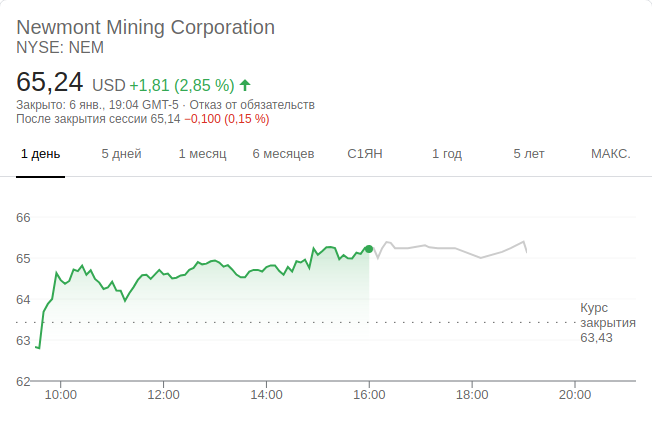 Newmont Mining Corporation
NYSE: NEM
65,24 USD +1,81 (2,85 %)
Закрыто: 6 янв., 19:04 GMT-5 · Отказ от обязательств
После закрытия сессии 65,14 −0,100 (0,15 %)
1 день 5 дней 1 месяц 6 месяцев С1ЯН 1 год 5 лет МАКС.
66
65
64
63
62
Курс
закрытия
63,43
10:00 12:00 14:00 16:00 18:00 20:00